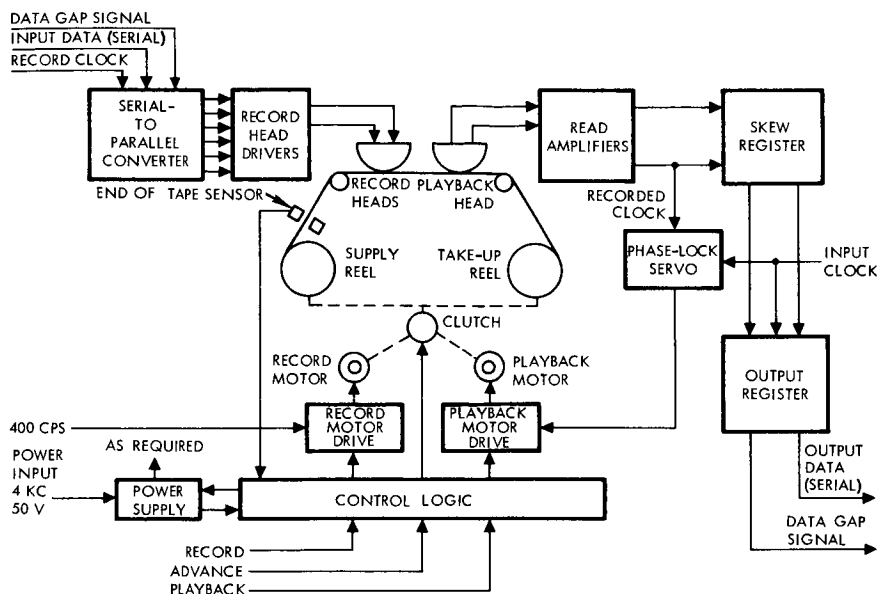 DATA GAP SIGNAL
INPUT DATA (SERIAL)
RECORD CLOCK
SERIAL-
TO
PARALLEL
CONVERTER
RECORD
HEAD
DRIVERS
READ
AMPLIFIERS
SKEW
REGISTER
END OF TAPE SENSOR
RECORD
HEADS
PLAYBACK
HEAD
RECORDED
CLOCK
SUPPLY
REEL
TAKE-UP
REEL
PHASE-LOCK
SERVO
INPUT
CLOCK
CLUTCH
RECORD
MOTOR
PLAYBACK
MOTOR
OUTPUT
REGISTER
400 CPS
RECORD
MOTOR
DRIVE
PLAYBACK
MOTOR
DRIVE
POWER
INPUT
4 KC
50 V
AS REQUIRED
POWER
SUPPLY
CONTROL LOGIC
OUTPUT
DATA
(SERIAL)
DATA GAP
SIGNAL
RECORD
ADVANCE
PLAYBACK